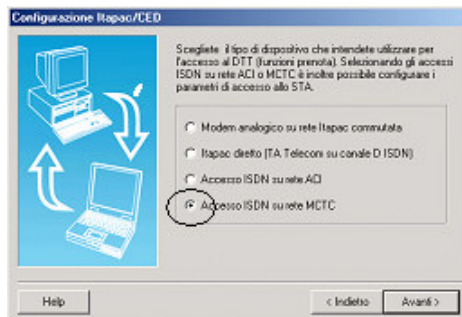 Configurazione Itapac/CED
Scegliete il tipo di dispositivo che intendete utilizzare per
l'accesso al DTT (funzioni prenota). Selezionando gli accessi
ISDN su rete ACI o MCTC è inoltre possibile configurare i
parametri di accesso allo STA.
Modem analogico su rete Itapac commutata
Itapac diretto (TA Telecom su canale D ISDN)
Accesso ISDN su rete ACI
Accesso ISDN su rete MCTC
Help
< Indietro
Avanti >